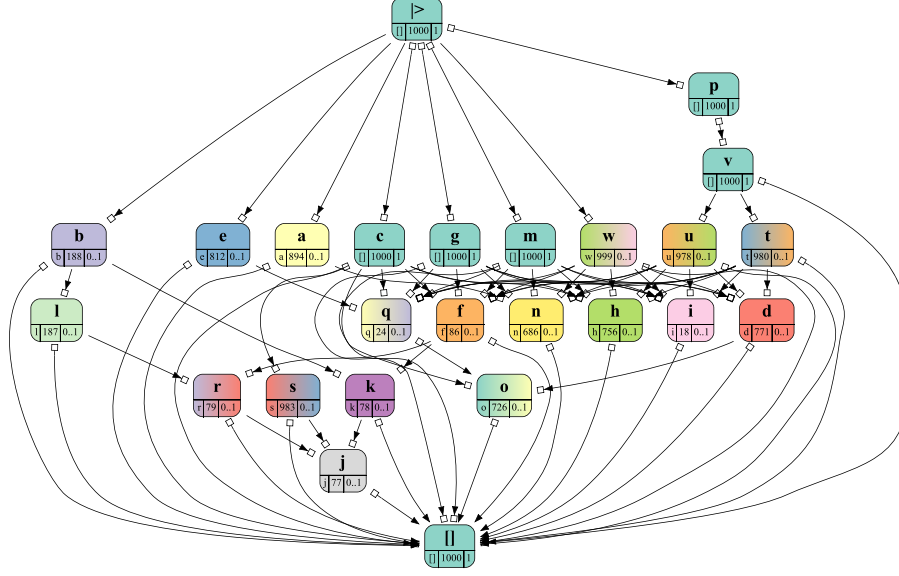 |>
[] 1000 1
p
[] 1000 1
v
[] 1000 1
b
b 188 0..1
e
e 812 0..1
a
a 894 0..1
c
[] 1000 1
g
[] 1000 1
m
[] 1000 1
w
w 999 0..1
u
u 978 0..1
t
t 980 0..1
l
l 187 0..1
q
q 24 0..1
f
f 86 0..1
n
n 686 0..1
h
h 756 0..1
i
i 18 0..1
d
d 771 0..1
r
r 79 0..1
s
s 983 0..1
k
k 78 0..1
o
o 726 0..1
j
j 77 0..1
[]
[] 1000 1